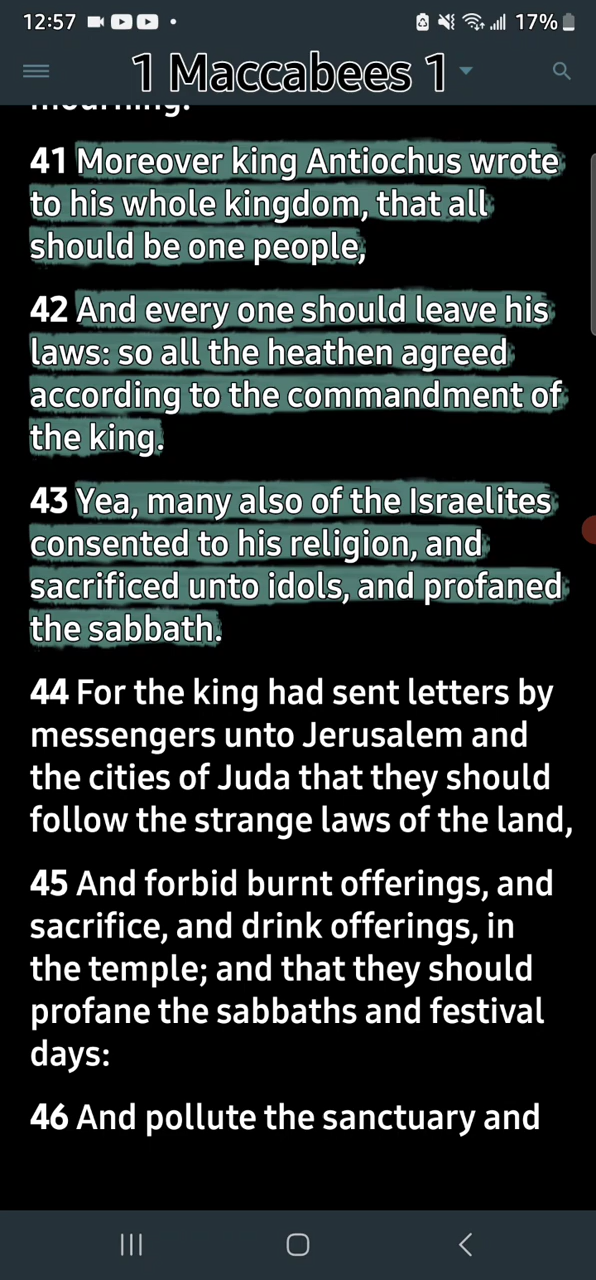 12:57
17%
1 Maccabees 1
mourning.
41 Moreover king Antiochus wrote
to his whole kingdom, that all
should be one people,
42 And every one should leave his
laws: so all the heathen agreed
according to the commandment of
the king.
43 Yea, many also of the Israelites
consented to his religion, and
sacrificed unto idols, and profaned
the sabbath.
44 For the king had sent letters by
messengers unto Jerusalem and
the cities of Juda that they should
follow the strange laws of the land,
45 And forbid burnt offerings, and
sacrifice, and drink offerings, in
the temple; and that they should
profane the sabbaths and festival
days:
46 And pollute the sanctuary and